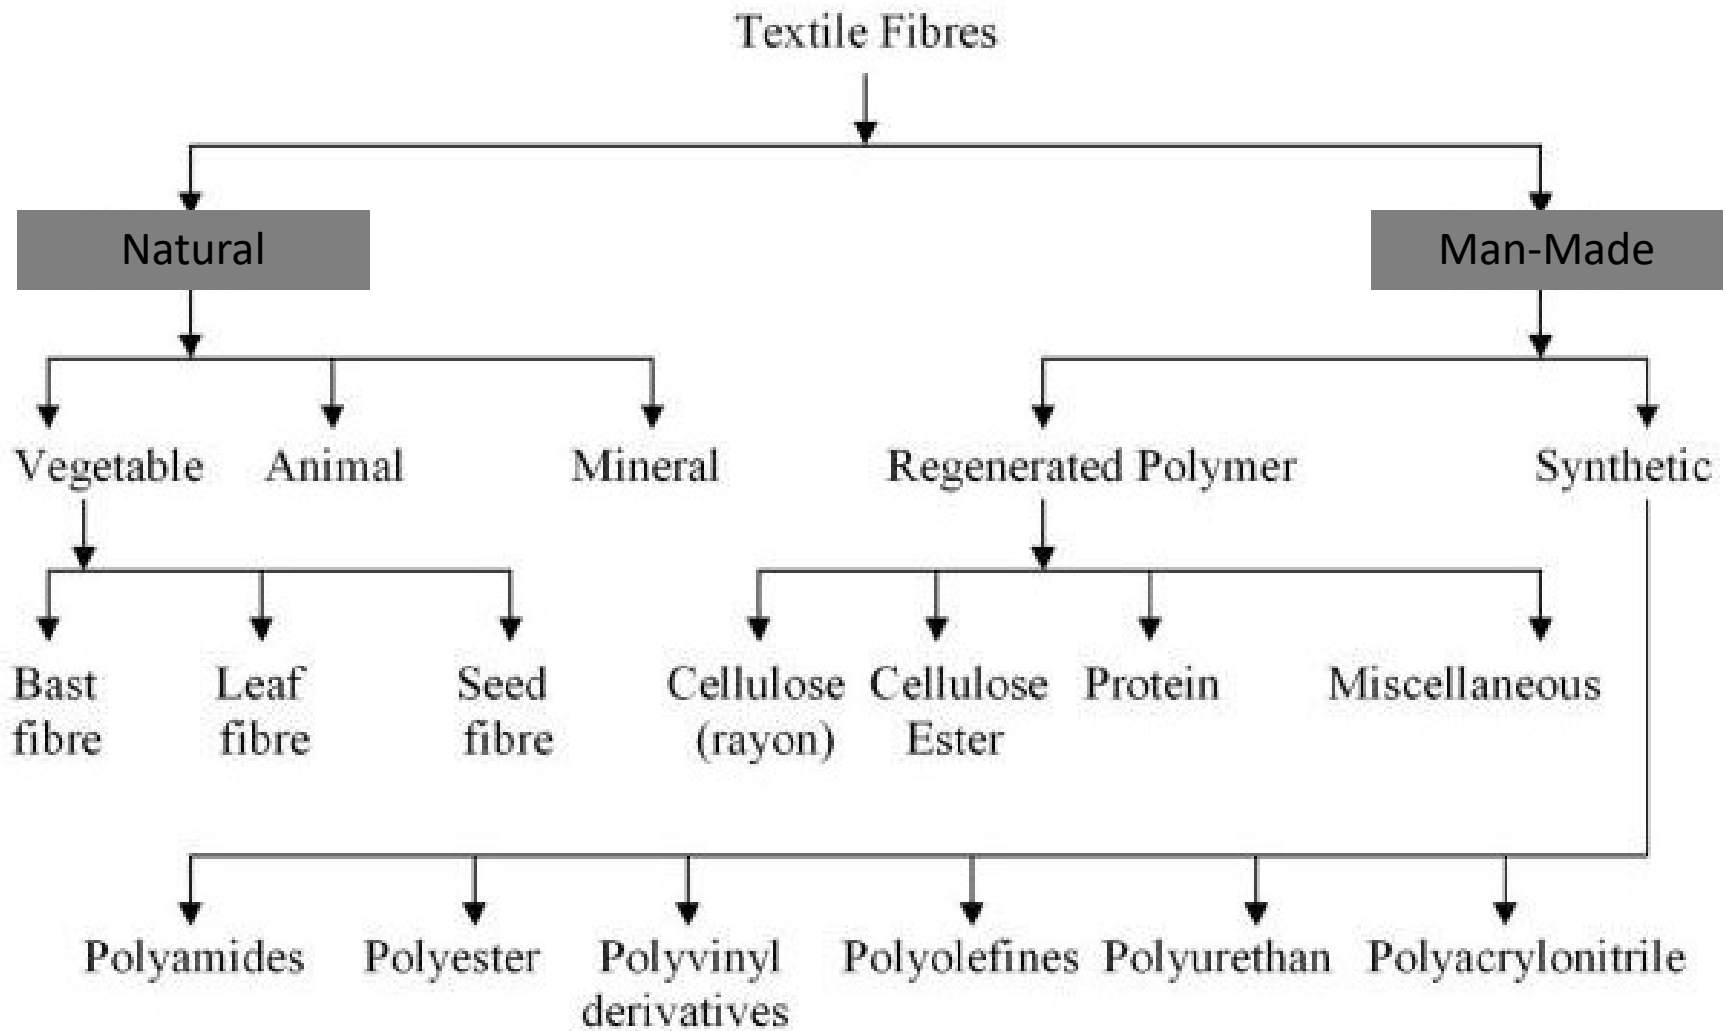 Textile Fibres
Natural
Man-Made
Vegetable
Animal
Mineral
Regenerated Polymer
Synthetic
Bast
fibre
Leaf
fibre
Seed
fibre
Cellulose
(rayon)
Cellulose
Ester
Protein
Miscellaneous
Polyamides
Polyester
Polyvinyl
derivatives
Polyolefines
Polyurethan
Polyacrylonitrile